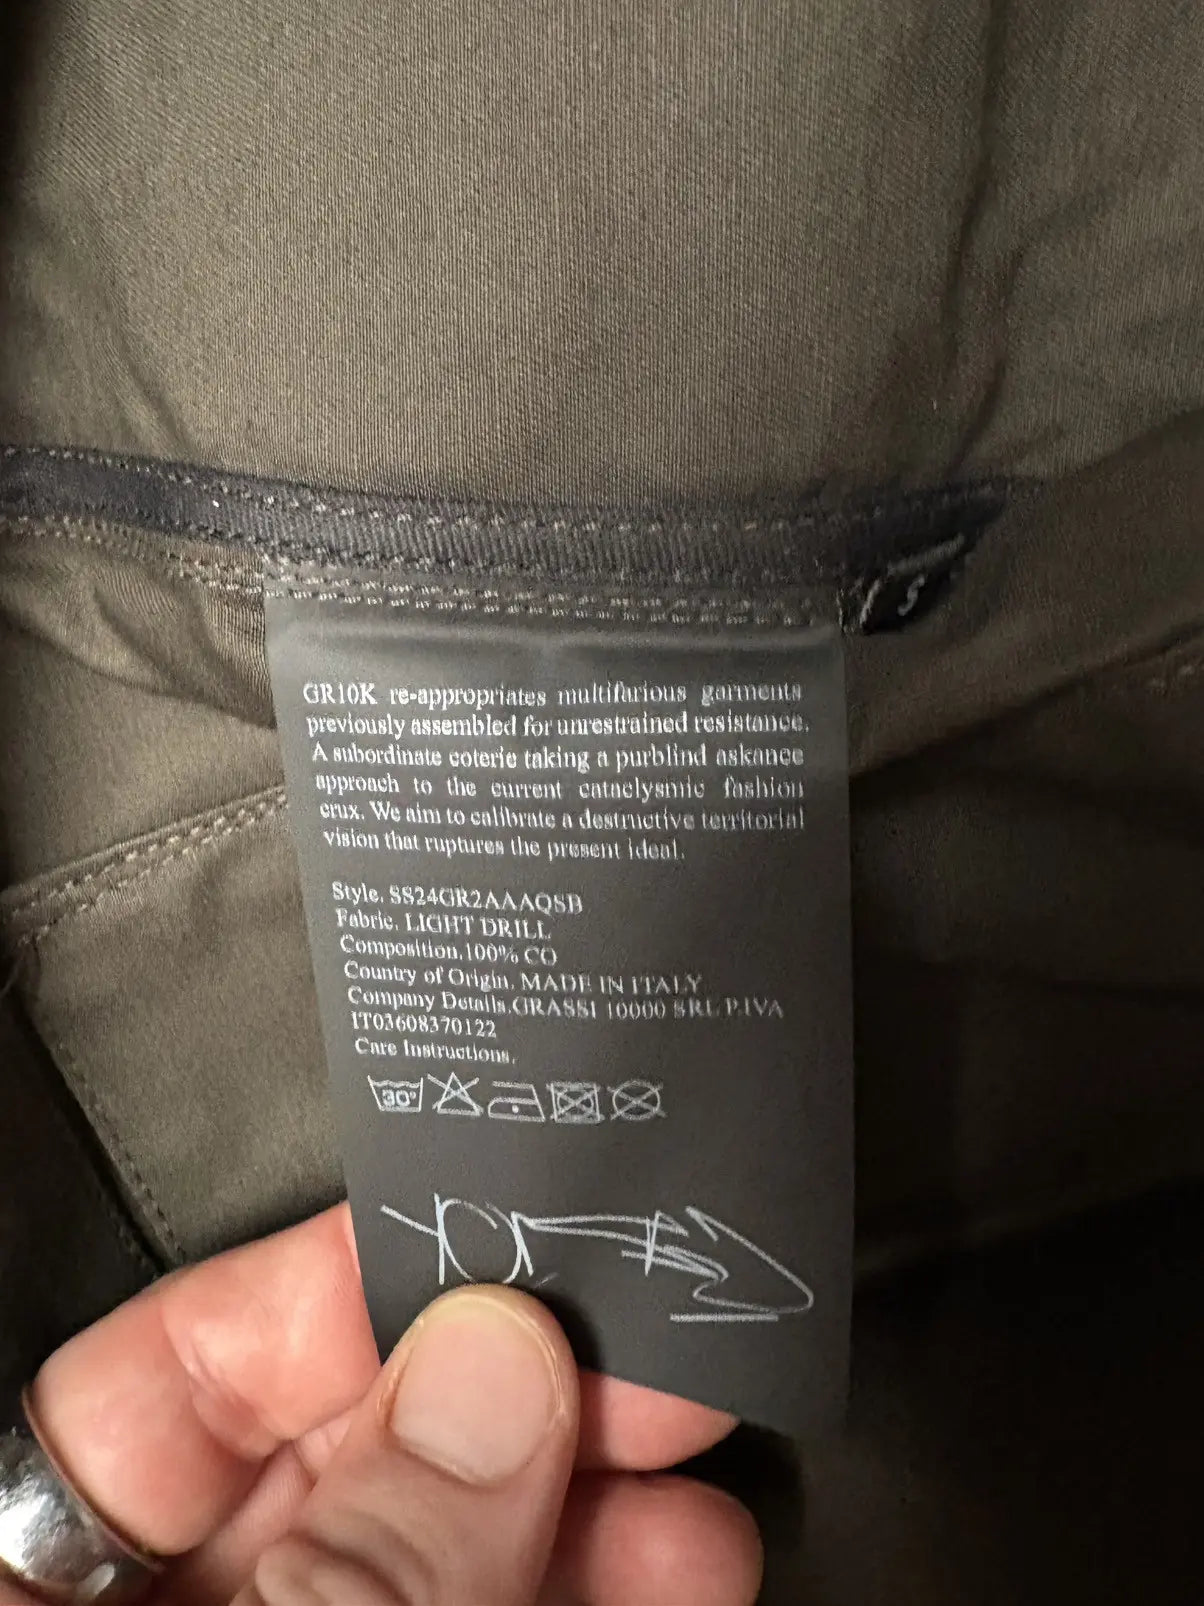 S
GR10K re-appropriates multifarious garments
previously assembled for unrestrained resistance.
A subordinate coterie taking a purblind askance
approach to the current cataclysmic fashion
crux. We aim to calibrate a destructive territorial
vision that ruptures the present ideal.
Style. SS24GR2AAAQSB
Fabric. LIGHT DRILL
Composition.100% CO
Country of Origin. MADE IN ITALY
Company Details.GRASSI 10000 SRL P.IVA
IT03608370122
Care Instructions.
30°